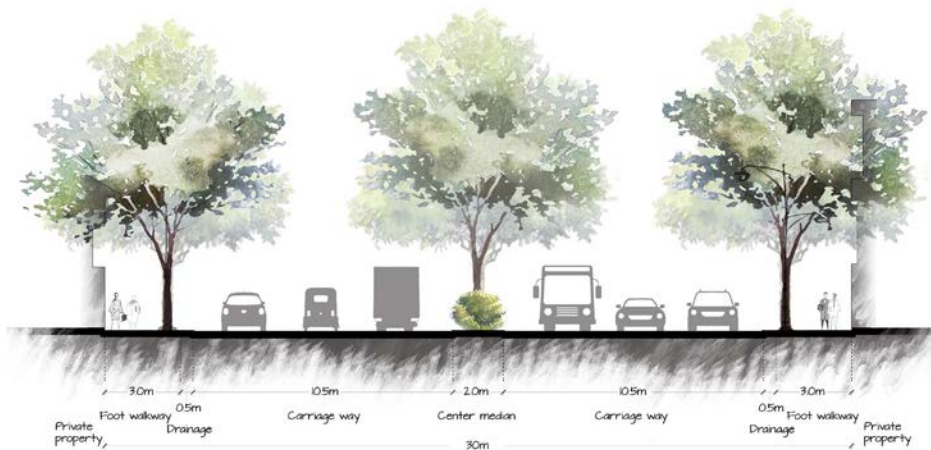 3.0m 10.5m 2.0m 10.5m 3.0m
Foot walkway 0.5m Carriage way Center median Carriage way 0.5m Foot walkway
Private property Drainage Drainage Private property
30m